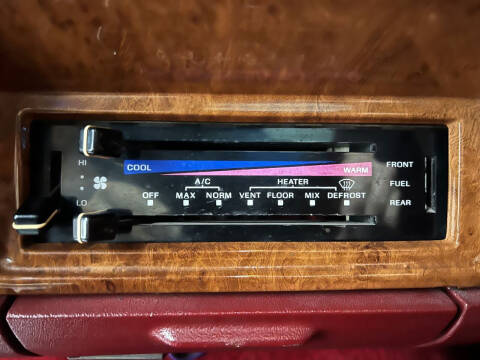 HI
COOL WARM
FRONT
A/C HEATER
FUEL
OFF MAX NORM VENT FLOOR MIX DEFROST
LO
REAR